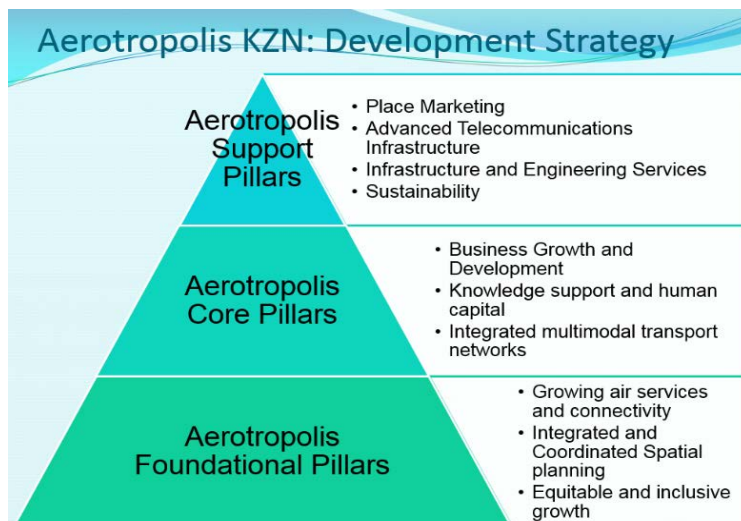 Aerotropolis KZN: Development Strategy
Aerotropolis
Support
Pillars
• Place Marketing
• Advanced Telecommunications
Infrastructure
• Infrastructure and Engineering Services
• Sustainability
Aerotropolis
Core Pillars
• Business Growth and
Development
• Knowledge support and human
capital
• Integrated multimodal transport
networks
Aerotropolis
Foundational Pillars
• Growing air services
and connectivity
• Integrated and
Coordinated Spatial
planning
• Equitable and inclusive
growth